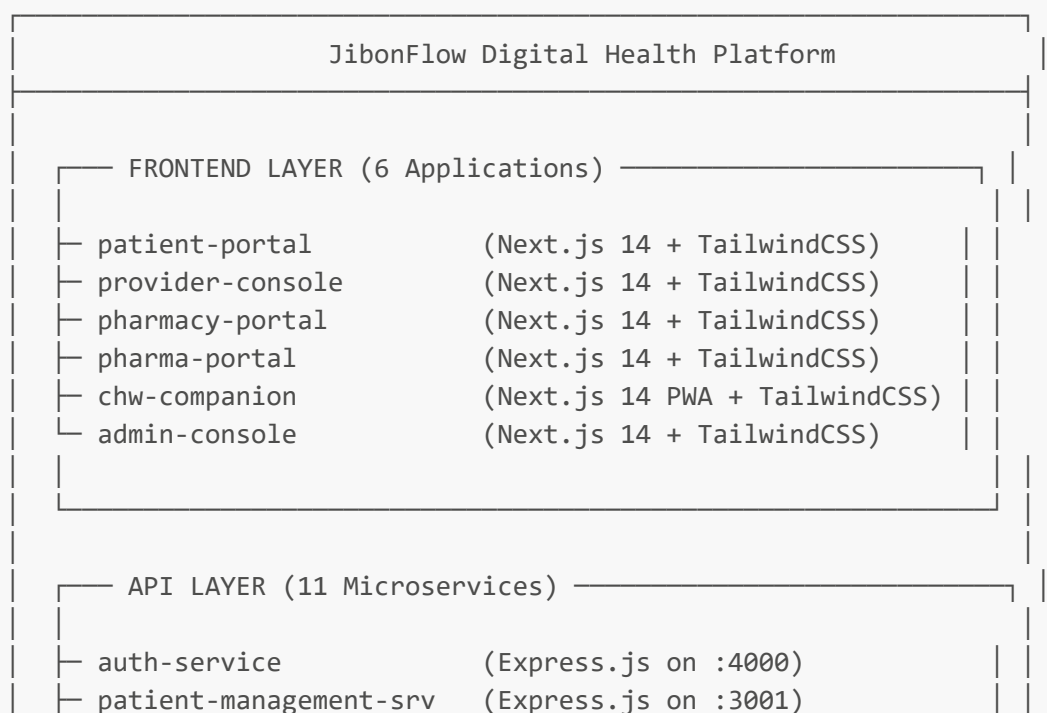 JibonFlow Digital Health Platform
FRONTEND LAYER (6 Applications)
patient-portal (Next.js 14 + TailwindCSS)
provider-console (Next.js 14 + TailwindCSS)
pharmacy-portal (Next.js 14 + TailwindCSS)
pharma-portal (Next.js 14 + TailwindCSS)
chw-companion (Next.js 14 PWA + TailwindCSS)
admin-console (Next.js 14 + TailwindCSS)
API LAYER (11 Microservices)
auth-service (Express.js on :4000)
patient-management-srv (Express.js on :3001)